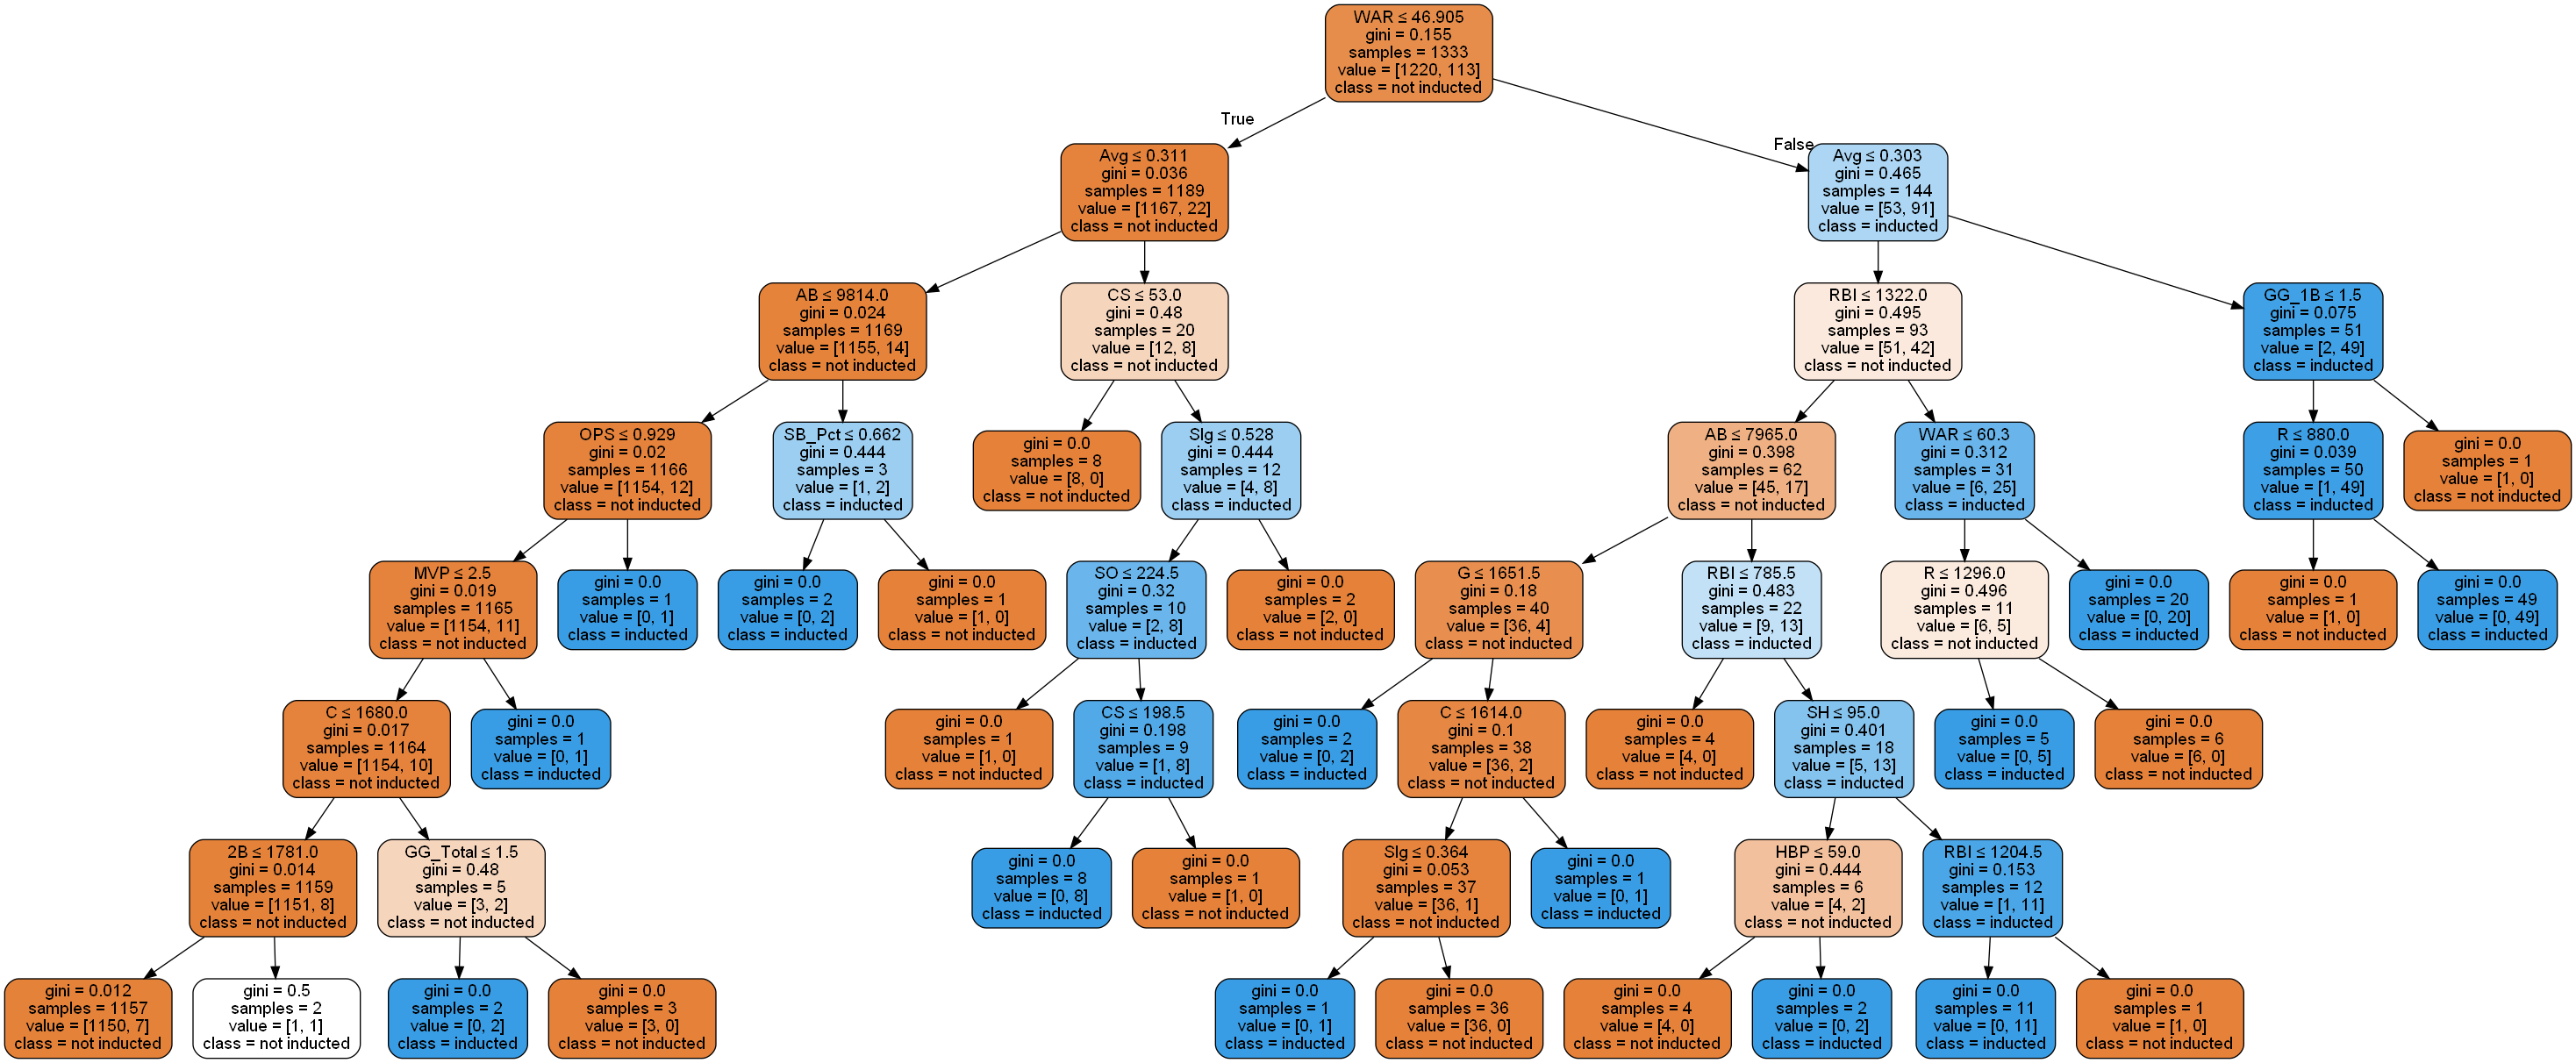 WAR ≤ 46.905
gini = 0.155
samples = 1333
value = [1220, 113]
class = not inducted
True
False
Avg ≤ 0.311
gini = 0.036
samples = 1189
value = [1167, 22]
class = not inducted
Avg ≤ 0.303
gini = 0.465
samples = 144
value = [53, 91]
class = inducted
AB ≤ 9814.0
gini = 0.024
samples = 1169
value = [1155, 14]
class = not inducted
CS ≤ 53.0
gini = 0.48
samples = 20
value = [12, 8]
class = not inducted
RBI ≤ 1322.0
gini = 0.495
samples = 93
value = [51, 42]
class = not inducted
GG_1B ≤ 1.5
gini = 0.075
samples = 51
value = [2, 49]
class = inducted
OPS ≤ 0.929
gini = 0.02
samples = 1166
value = [1154, 12]
class = not inducted
SB_Pct ≤ 0.662
gini = 0.444
samples = 3
value = [1, 2]
class = inducted
gini = 0.0
samples = 8
value = [8, 0]
class = not inducted
Slg ≤ 0.528
gini = 0.444
samples = 12
value = [4, 8]
class = inducted
AB ≤ 7965.0
gini = 0.398
samples = 62
value = [45, 17]
class = not inducted
WAR ≤ 60.3
gini = 0.312
samples = 31
value = [6, 25]
class = inducted
R ≤ 880.0
gini = 0.039
samples = 50
value = [1, 49]
class = inducted
gini = 0.0
samples = 1
value = [1, 0]
class = not inducted
MVP ≤ 2.5
gini = 0.019
samples = 1165
value = [1154, 11]
class = not inducted
gini = 0.0
samples = 1
value = [0, 1]
class = inducted
gini = 0.0
samples = 2
value = [0, 2]
class = inducted
gini = 0.0
samples = 1
value = [1, 0]
class = not inducted
SO ≤ 224.5
gini = 0.32
samples = 10
value = [2, 8]
class = inducted
gini = 0.0
samples = 2
value = [2, 0]
class = not inducted
G ≤ 1651.5
gini = 0.18
samples = 40
value = [36, 4]
class = not inducted
RBI ≤ 785.5
gini = 0.483
samples = 22
value = [9, 13]
class = inducted
R ≤ 1296.0
gini = 0.496
samples = 11
value = [6, 5]
class = not inducted
gini = 0.0
samples = 20
value = [0, 20]
class = inducted
gini = 0.0
samples = 1
value = [1, 0]
class = not inducted
gini = 0.0
samples = 49
value = [0, 49]
class = inducted
C ≤ 1680.0
gini = 0.017
samples = 1164
value = [1154, 10]
class = not inducted
gini = 0.0
samples = 1
value = [0, 1]
class = inducted
gini = 0.0
samples = 1
value = [1, 0]
class = not inducted
CS ≤ 198.5
gini = 0.198
samples = 9
value = [1, 8]
class = inducted
gini = 0.0
samples = 2
value = [0, 2]
class = inducted
C ≤ 1614.0
gini = 0.1
samples = 38
value = [36, 2]
class = not inducted
gini = 0.0
samples = 4
value = [4, 0]
class = not inducted
SH ≤ 95.0
gini = 0.401
samples = 18
value = [5, 13]
class = inducted
gini = 0.0
samples = 5
value = [0, 5]
class = inducted
gini = 0.0
samples = 6
value = [6, 0]
class = not inducted
2B ≤ 1781.0
gini = 0.014
samples = 1159
value = [1151, 8]
class = not inducted
GG_Total ≤ 1.5
gini = 0.48
samples = 5
value = [3, 2]
class = not inducted
gini = 0.0
samples = 8
value = [0, 8]
class = inducted
gini = 0.0
samples = 1
value = [1, 0]
class = not inducted
Slg ≤ 0.364
gini = 0.053
samples = 37
value = [36, 1]
class = not inducted
gini = 0.0
samples = 1
value = [0, 1]
class = inducted
HBP ≤ 59.0
gini = 0.444
samples = 6
value = [4, 2]
class = not inducted
RBI ≤ 1204.5
gini = 0.153
samples = 12
value = [1, 11]
class = inducted
gini = 0.012
samples = 1157
value = [1150, 7]
class = not inducted
gini = 0.5
samples = 2
value = [1, 1]
class = not inducted
gini = 0.0
samples = 2
value = [0, 2]
class = inducted
gini = 0.0
samples = 3
value = [3, 0]
class = not inducted
gini = 0.0
samples = 1
value = [0, 1]
class = inducted
gini = 0.0
samples = 36
value = [36, 0]
class = not inducted
gini = 0.0
samples = 4
value = [4, 0]
class = not inducted
gini = 0.0
samples = 2
value = [0, 2]
class = inducted
gini = 0.0
samples = 11
value = [0, 11]
class = inducted
gini = 0.0
samples = 1
value = [1, 0]
class = not inducted